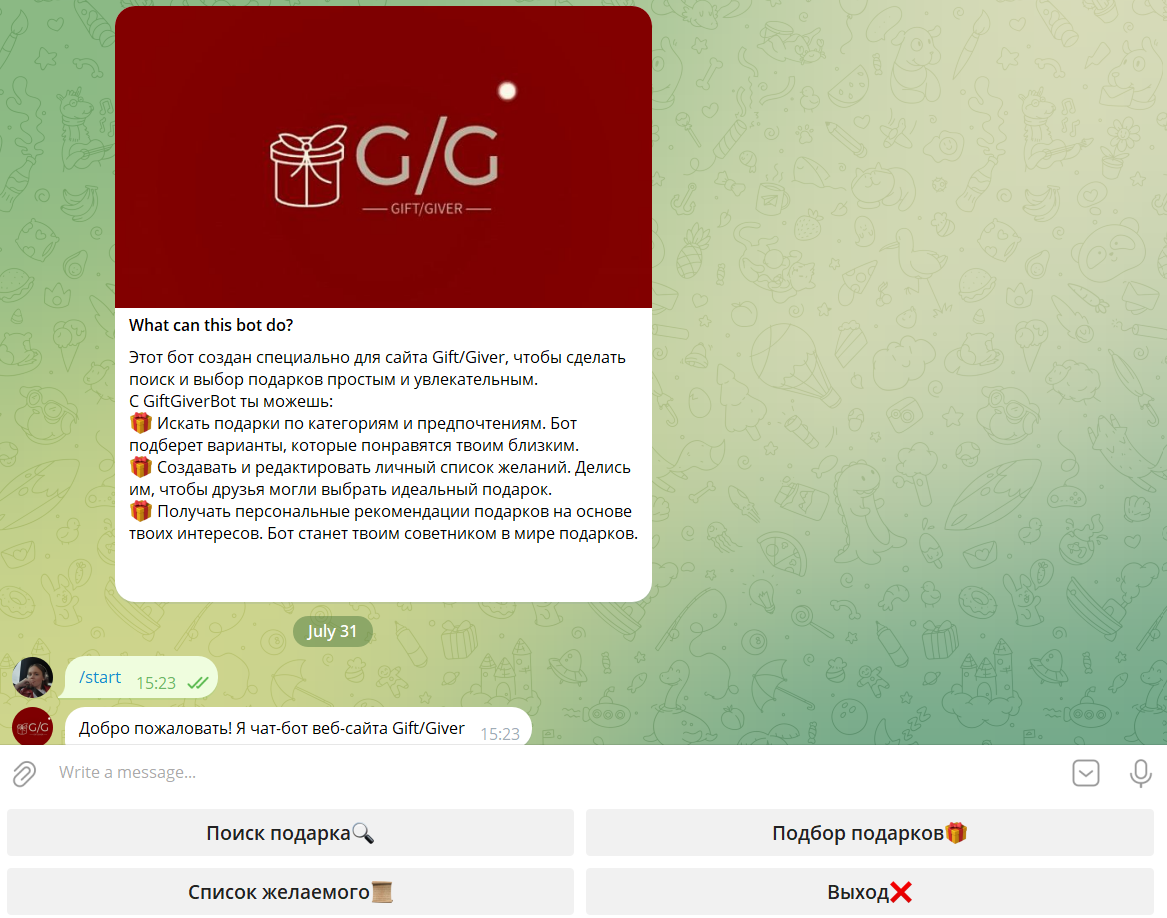 G/G
GIFT/GIVER
What can this bot do?
Этот бот создан специально для сайта Gift/Giver, чтобы сделать
поиск и выбор подарков простым и увлекательным.
С GiftGiverBot ты можешь:
🎁 Искать подарки по категориям и предпочтениям. Бот
подберет варианты, которые понравятся твоим близким.
🎁 Создавать и редактировать личный список желаний. Делись
им, чтобы друзья могли выбрать идеальный подарок.
🎁 Получать персональные рекомендации подарков на основе
твоих интересов. Бот станет твоим советником в мире подарков.
July 31
/start 15:23
G/G
Добро пожаловать! Я чат-бот веб-сайта Gift/Giver 15:23
Write a message...
Поиск подарка🔍
Подбор подарков🎁
Список желаемого📜
Выход❌